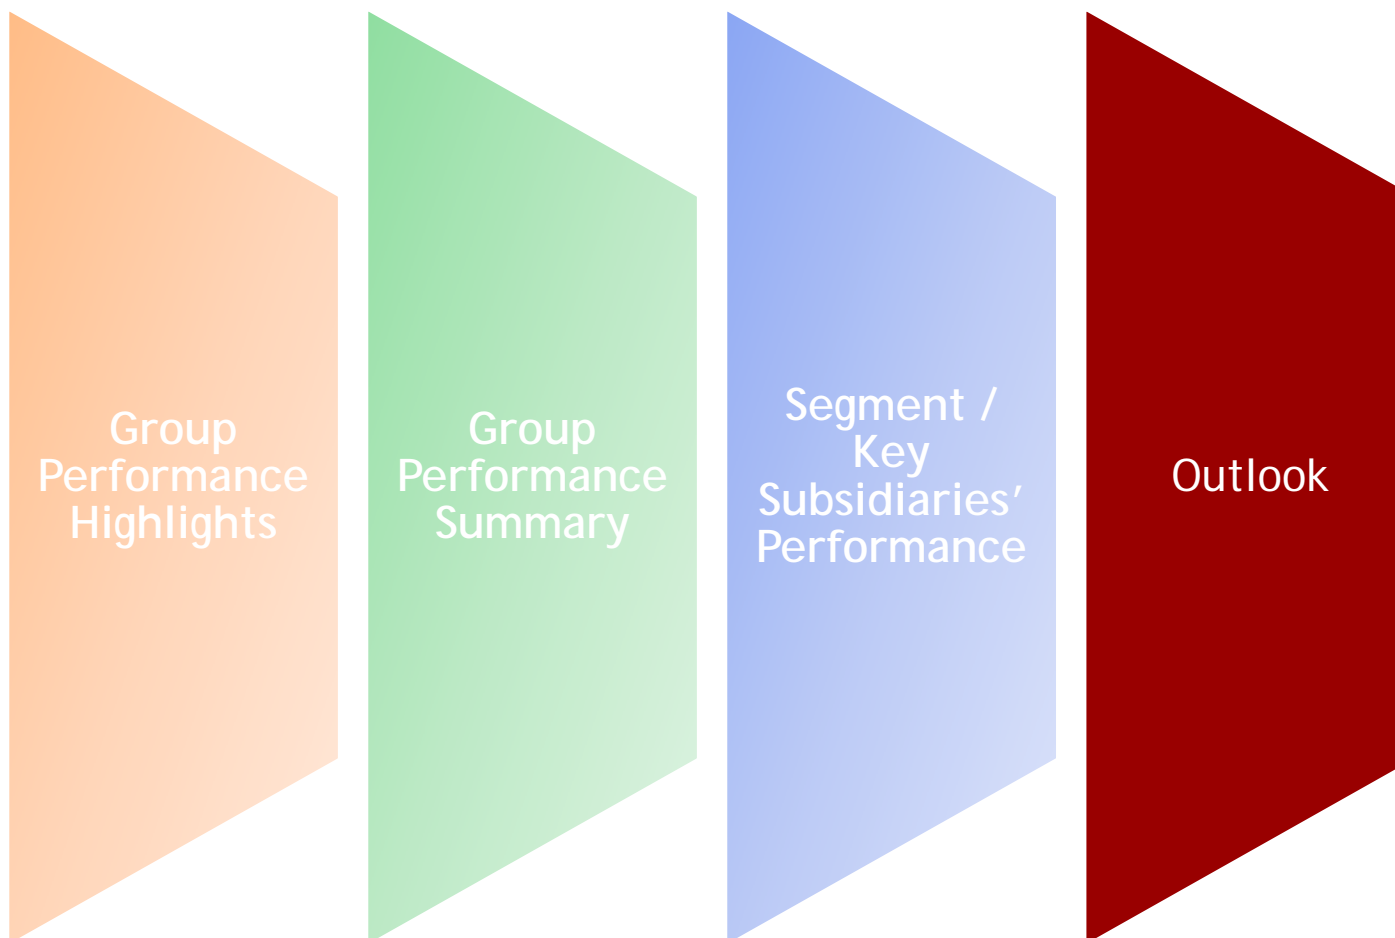 Group
Performance
Highlights
Group
Performance
Summary
Segment /
Key
Subsidiaries’
Performance
Outlook